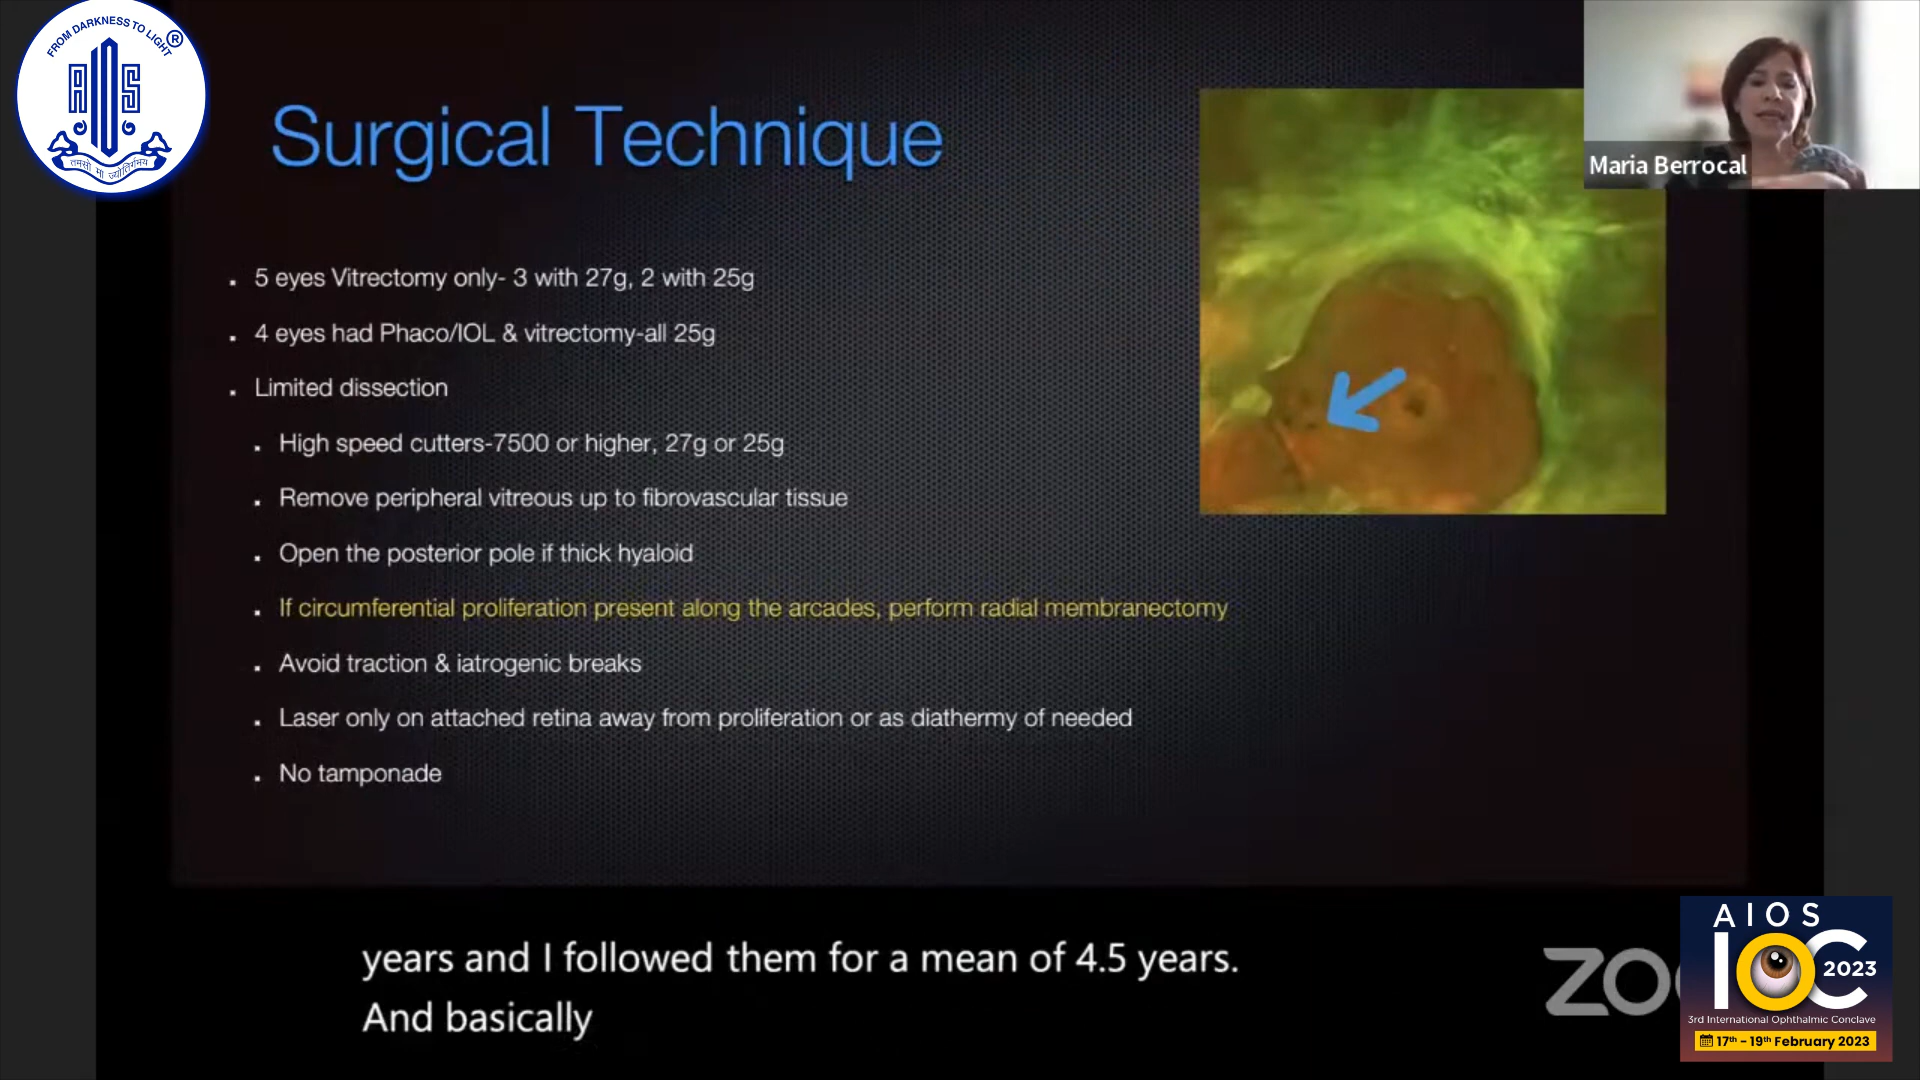 FROM DARKNESS TO LIGHT
®
AIOS
तमसो मा ज्योतिर्गमय
Maria Berrocal
Surgical Technique
5 eyes Vitrectomy only- 3 with 27g, 2 with 25g
4 eyes had Phaco/IOL & vitrectomy-all 25g
Limited dissection
High speed cutters-7500 or higher, 27g or 25g
Remove peripheral vitreous up to fibrovascular tissue
Open the posterior pole if thick hyaloid
If circumferential proliferation present along the arcades, perform radial membranectomy
Avoid traction & iatrogenic breaks
Laser only on attached retina away from proliferation or as diathermy of needed
No tamponade
years and I followed them for a mean of 4.5 years.
And basically
zo
AIOS
IOC 2023
3rd International Ophthalmic Conclave
17th - 19th February 2023